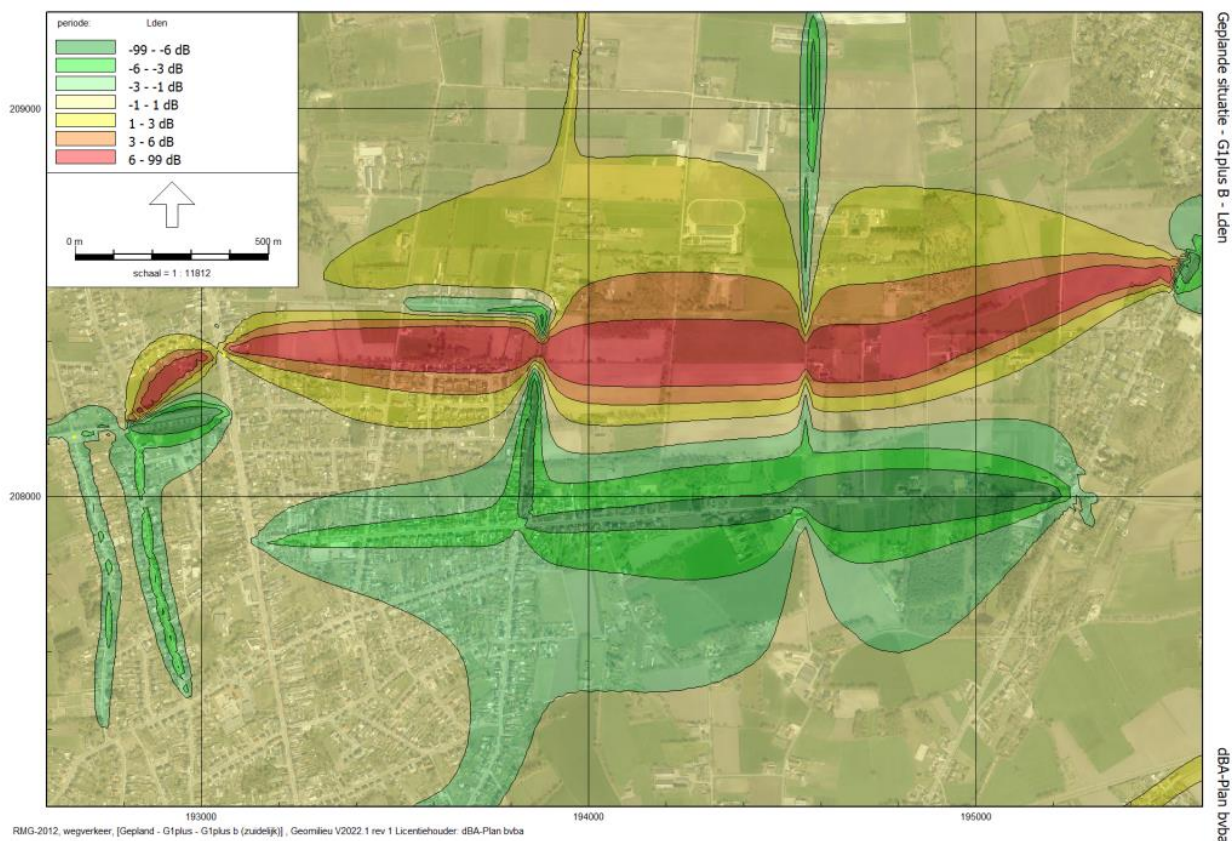 periode: Lden
-99 - -6 dB
-6 - -3 dB
-3 - -1 dB
-1 - 1 dB
1 - 3 dB
3 - 6 dB
6 - 99 dB
0 m 500 m
schaal = 1 : 11812
209000
208000
193000 194000 195000
Geplande situatie - G1plus B - Lden
dBA-Plan bvba
RMG-2012, wegverkeer, [Gepland - G1plus - G1plus b (zuidelijk)] , Geomilieu V2022.1 rev 1 Licentiehouder: dBA-Plan bvba